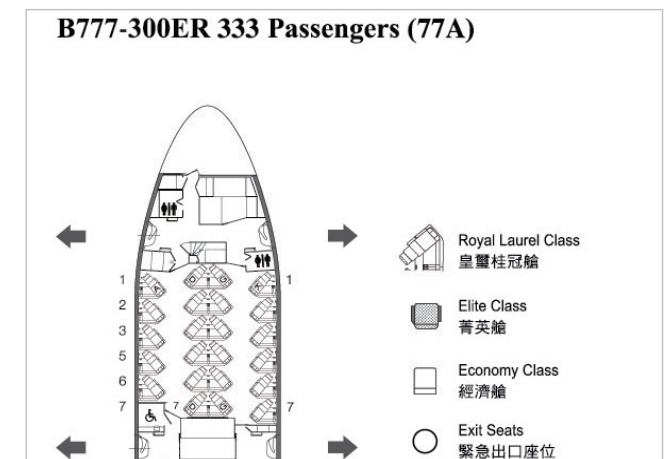 B777-300ER 333 Passengers (77A)
Royal Laurel Class
皇璽桂冠艙
Elite Class
菁英艙
Economy Class
經濟艙
Exit Seats
緊急出口座位
1 1
2
3
5
6
7 7 7